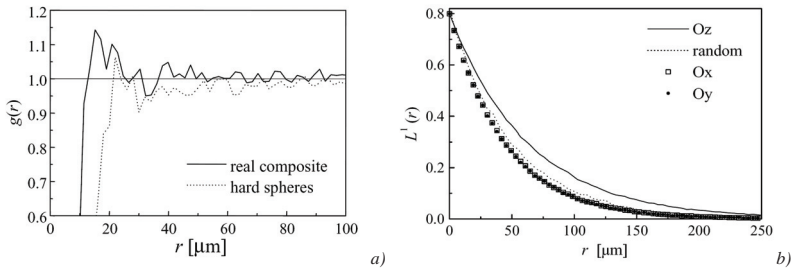 1.2
1.1
1.0
1.0
0.9
0.8
0.7
0.6
g(r)
real composite
hard spheres
0 20 40 60 80 100
r [μm]
a)
0.8
0.6
0.4
0.2
0.0
L¹ (r)
Oz
random
Ox
Oy
0 50 100 150 200 250
r [μm]
b)